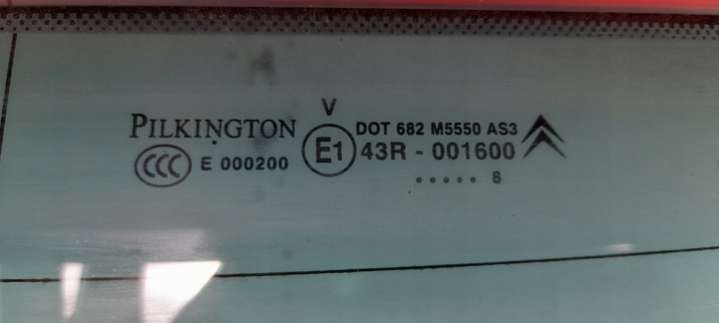 V
PILKINGTON
DOT 682 M5550 AS3
CCC E 000200
E1 43R - 001600
..... 8